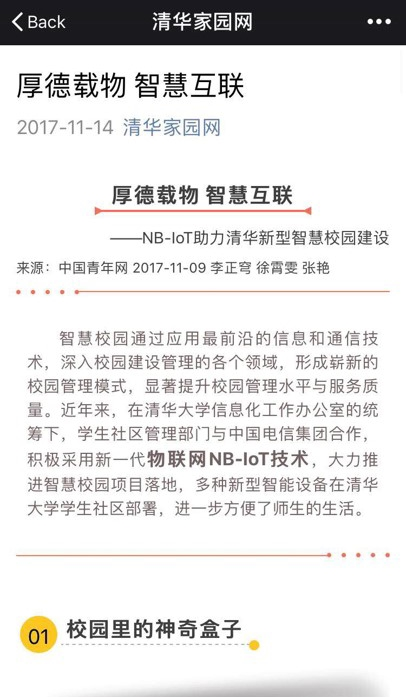 Back 清华家园网
厚德载物 智慧互联
2017-11-14 清华家园网
厚德载物 智慧互联
——NB-IoT助力清华新型智慧校园建设
来源：中国青年网 2017-11-09 李正穹 徐霄雯 张艳
智慧校园通过应用最前沿的信息和通信技
术，深入校园建设管理的各个领域，形成崭新的
校园管理模式，显著提升校园管理水平与服务质
量。近年来，在清华大学信息化工作办公室的统
筹下，学生社区管理部门与中国电信集团合作，
积极采用新一代物联网NB-IoT技术，大力推
进智慧校园项目落地，多种新型智能设备在清华
大学学生社区部署，进一步方便了师生的生活。
01 校园里的神奇盒子